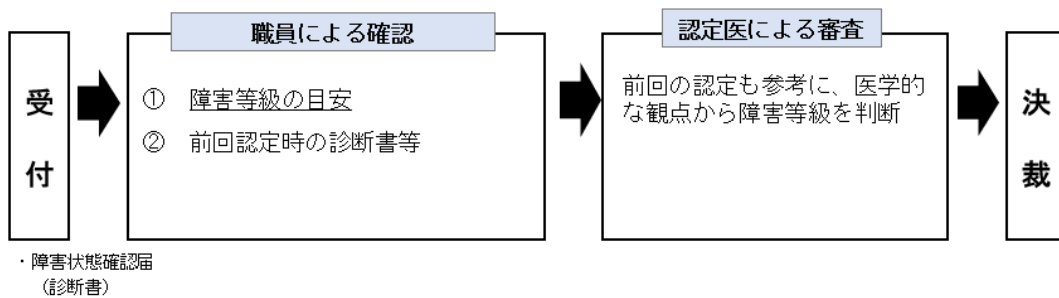 職員による確認
認定医による審査
受
付
① 障害等級の目安
② 前回認定時の診断書等
前回の認定も参考に、医学的
な観点から障害等級を判断
決
裁
・障害状態確認届
（診断書）